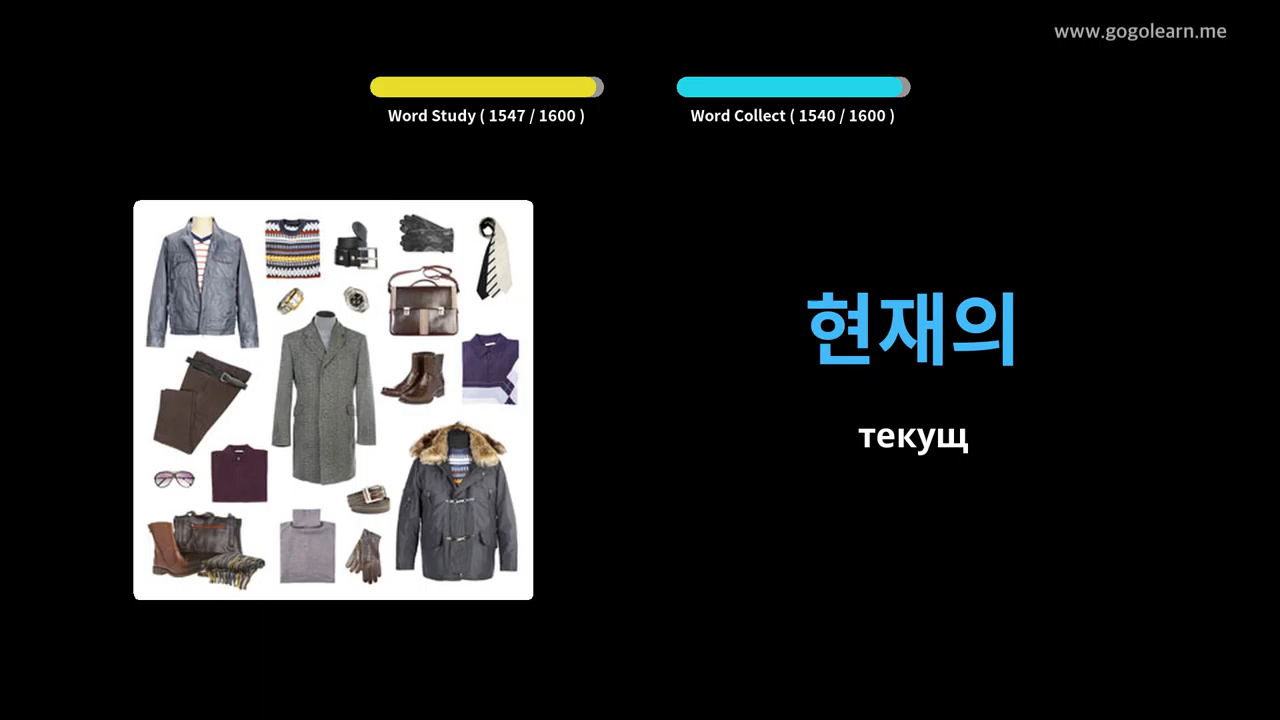 www.gogolearn.me
Word Study ( 1547 / 1600 )
Word Collect ( 1540 / 1600 )
현재의
текущ